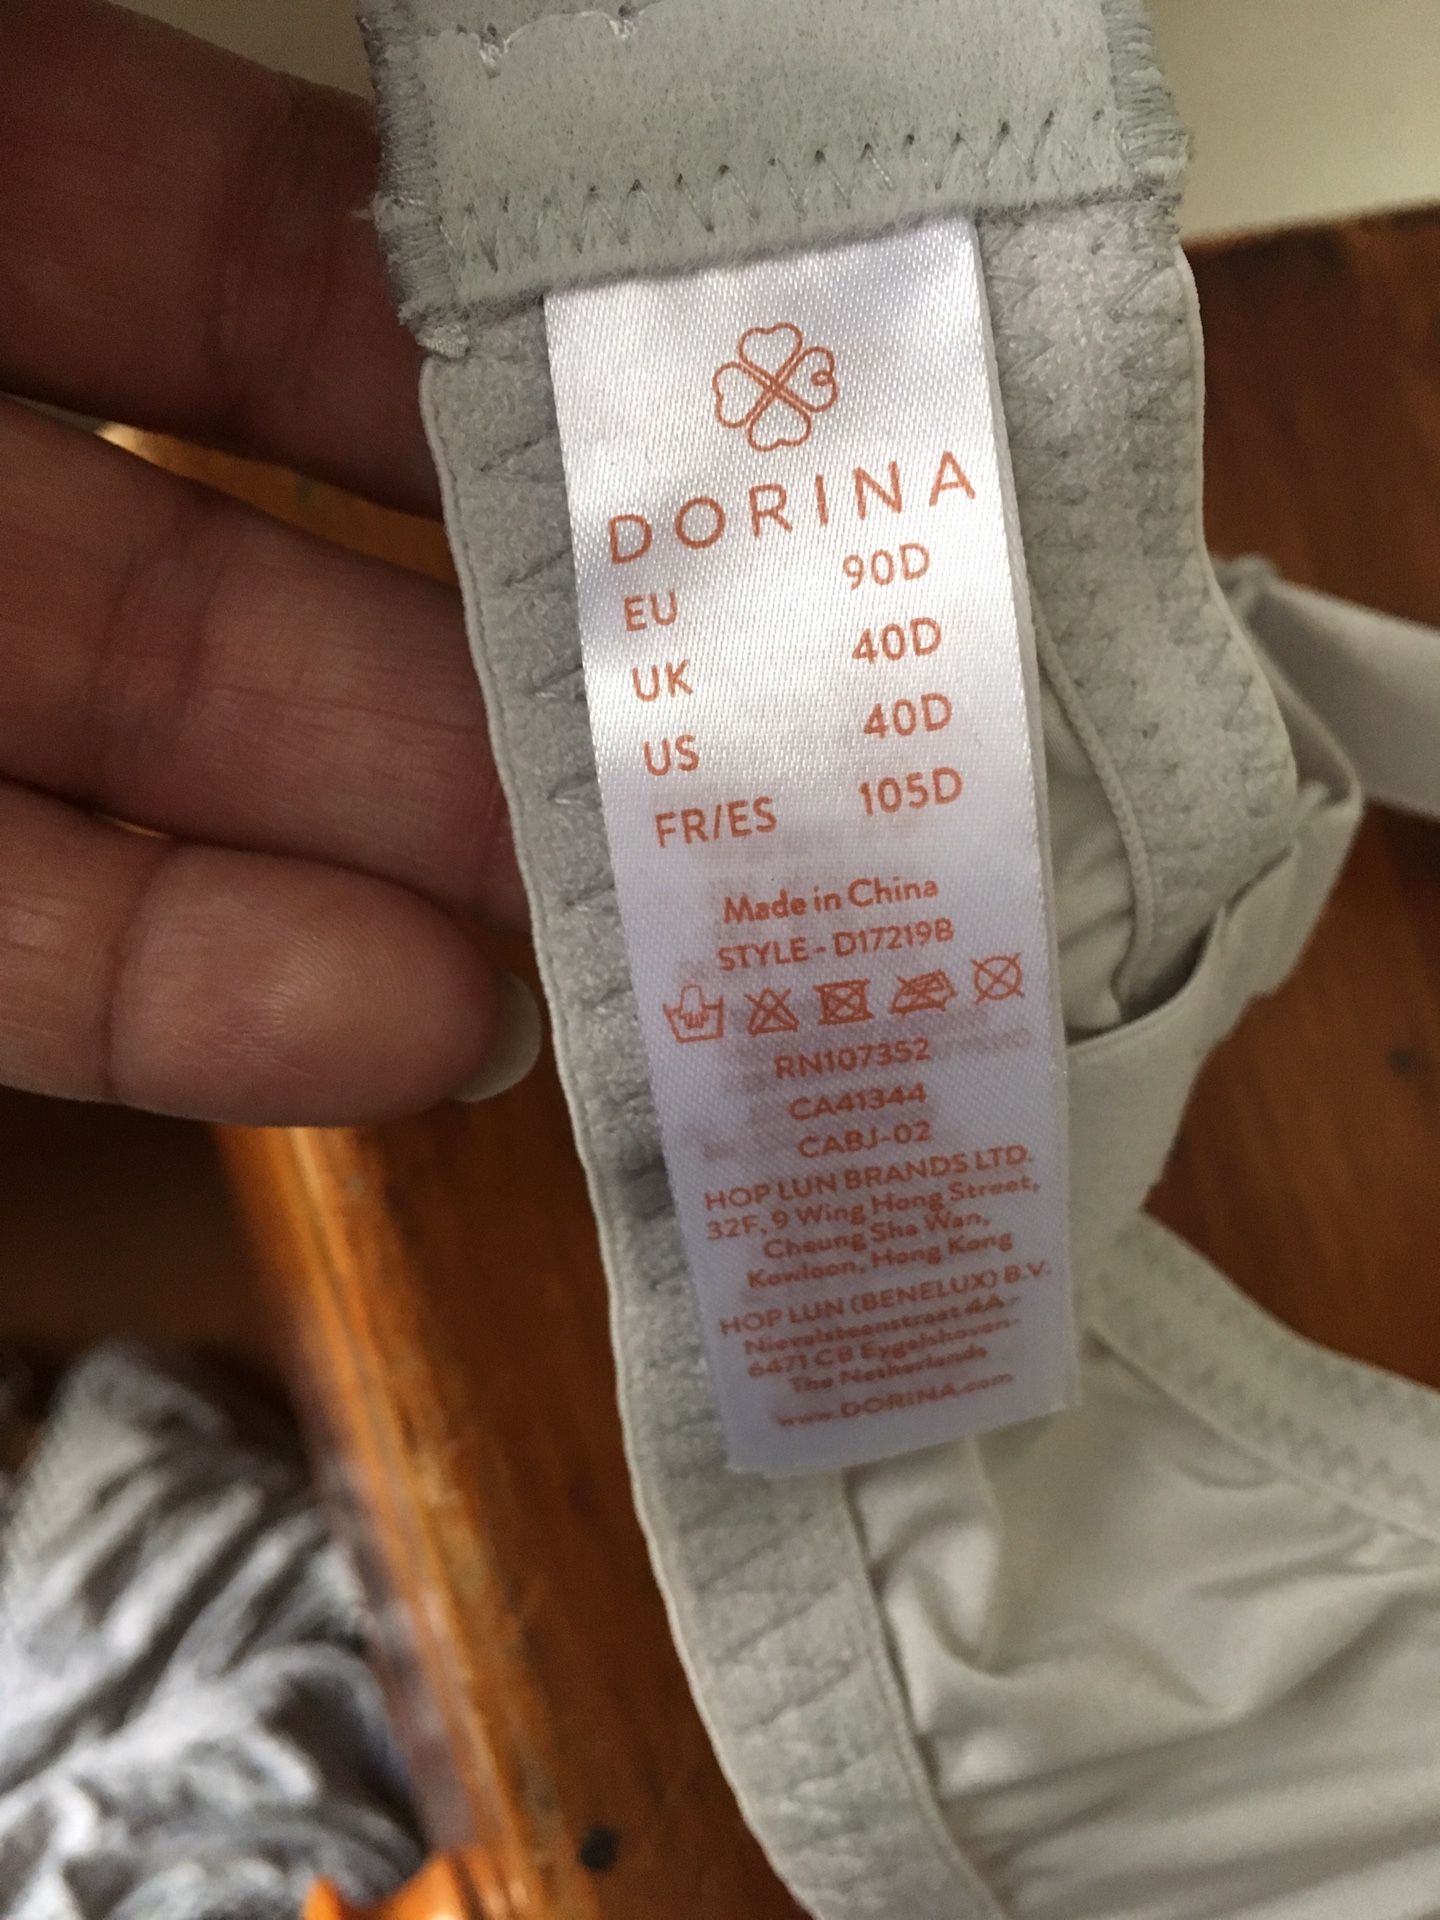 DORINA
EU 90D
UK 40D
US 40D
FR/ES 105D
Made in China
STYLE - D17219B
RN107352
CA41344
CABJ-02
HOP LUN BRANDS LTD.
32F, 9 Wing Hong Street,
Cheung Sha Wan,
Kowloon, Hong Kong
HOP LUN (BENELUX) B.V.
Nievelsteenstraat 4A-
6471 CB Eygelshoven-
The Netherlands
www.DORINA.com